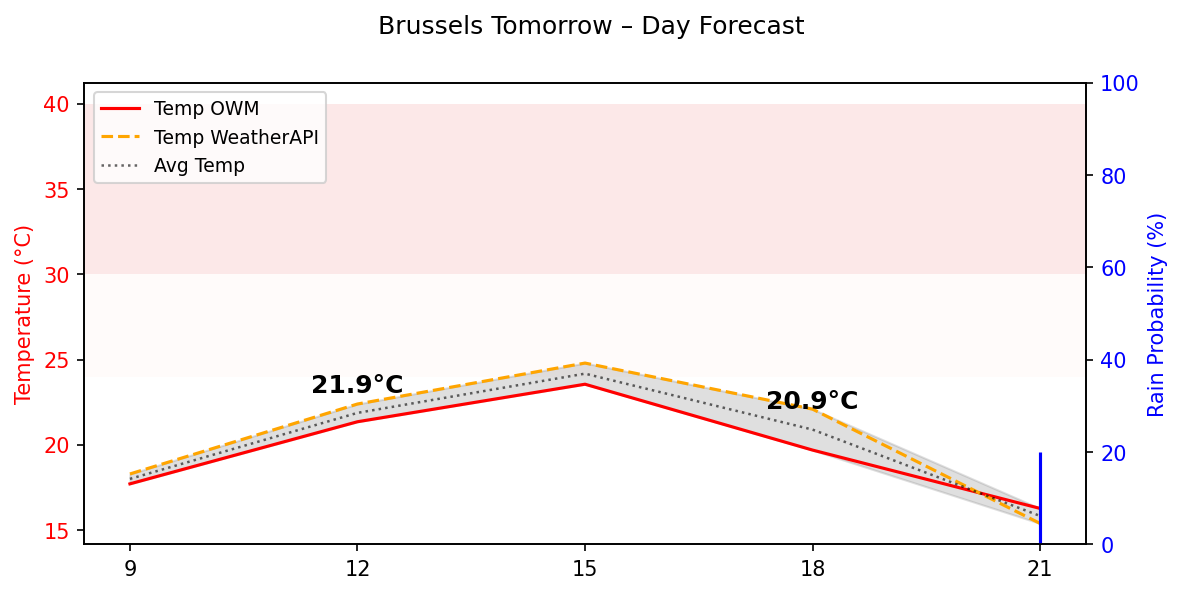 Brussels Tomorrow – Day Forecast
Temp OWM
Temp WeatherAPI
Avg Temp
Temperature (°C)
40
35
30
25
20
15
21.9°C
20.9°C
100
80
60
40
20
0
Rain Probability (%)
9
12
15
18
21